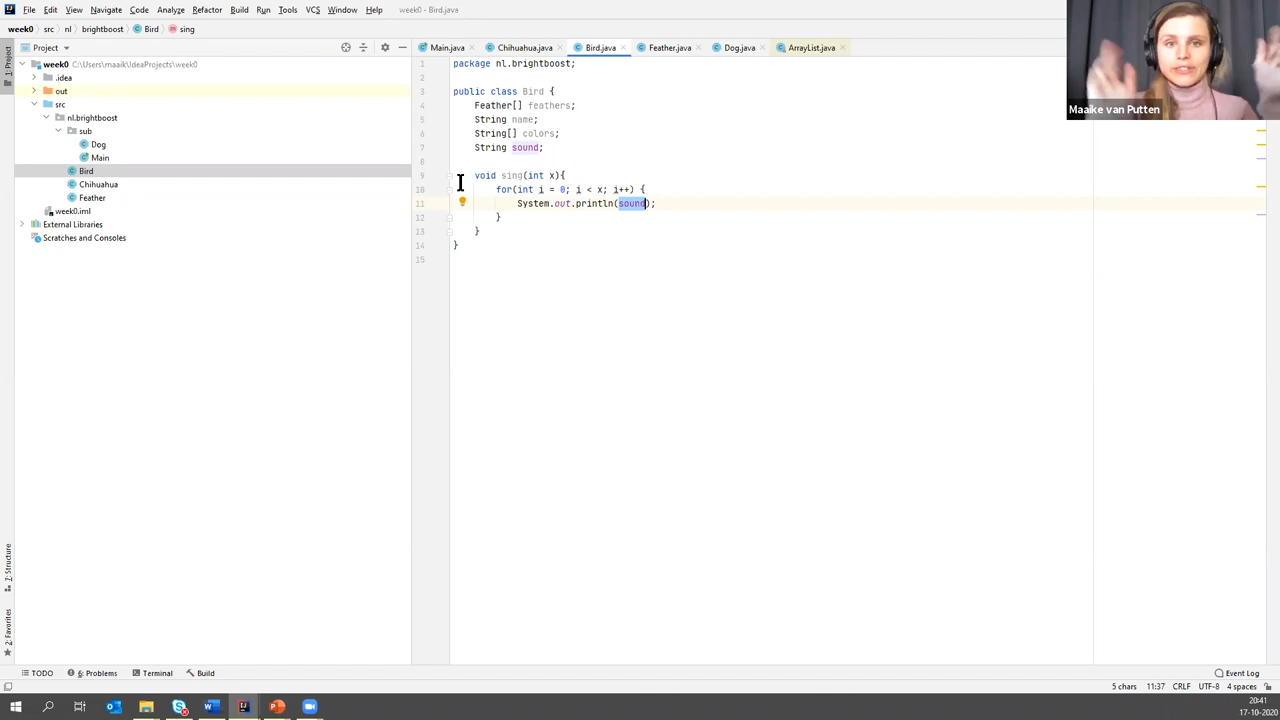 File Edit View Navigate Code Analyze Refactor Build Run Tools VCS Window Help week0 - Bird.java
week0 src nl brightboost Bird sing
Project
Main.java Chihuahua.java Bird.java Feather.java Dog.java ArrayList.java
1: Project
week0 C:\Users\maaik\IdeaProjects\week0
.idea
out
src
nl.brightboost
sub
Dog
Main
Bird
Chihuahua
Feather
week0.iml
External Libraries
Scratches and Consoles
1 package nl.brightboost;
2
3 public class Bird {
4 Feather[] feathers;
5 String name;
6 String[] colors;
7 String sound;
8
9 void sing(int x){
10 for(int i = 0; i < x; i++) {
11 System.out.println(sound);
12 }
13 }
14 }
15
Maaike van Putten
7: Structure
2: Favorites
TODO 6: Problems Terminal Build Event Log
5 chars 11:37 CRLF UTF-8 4 spaces
20:41
17-10-2020